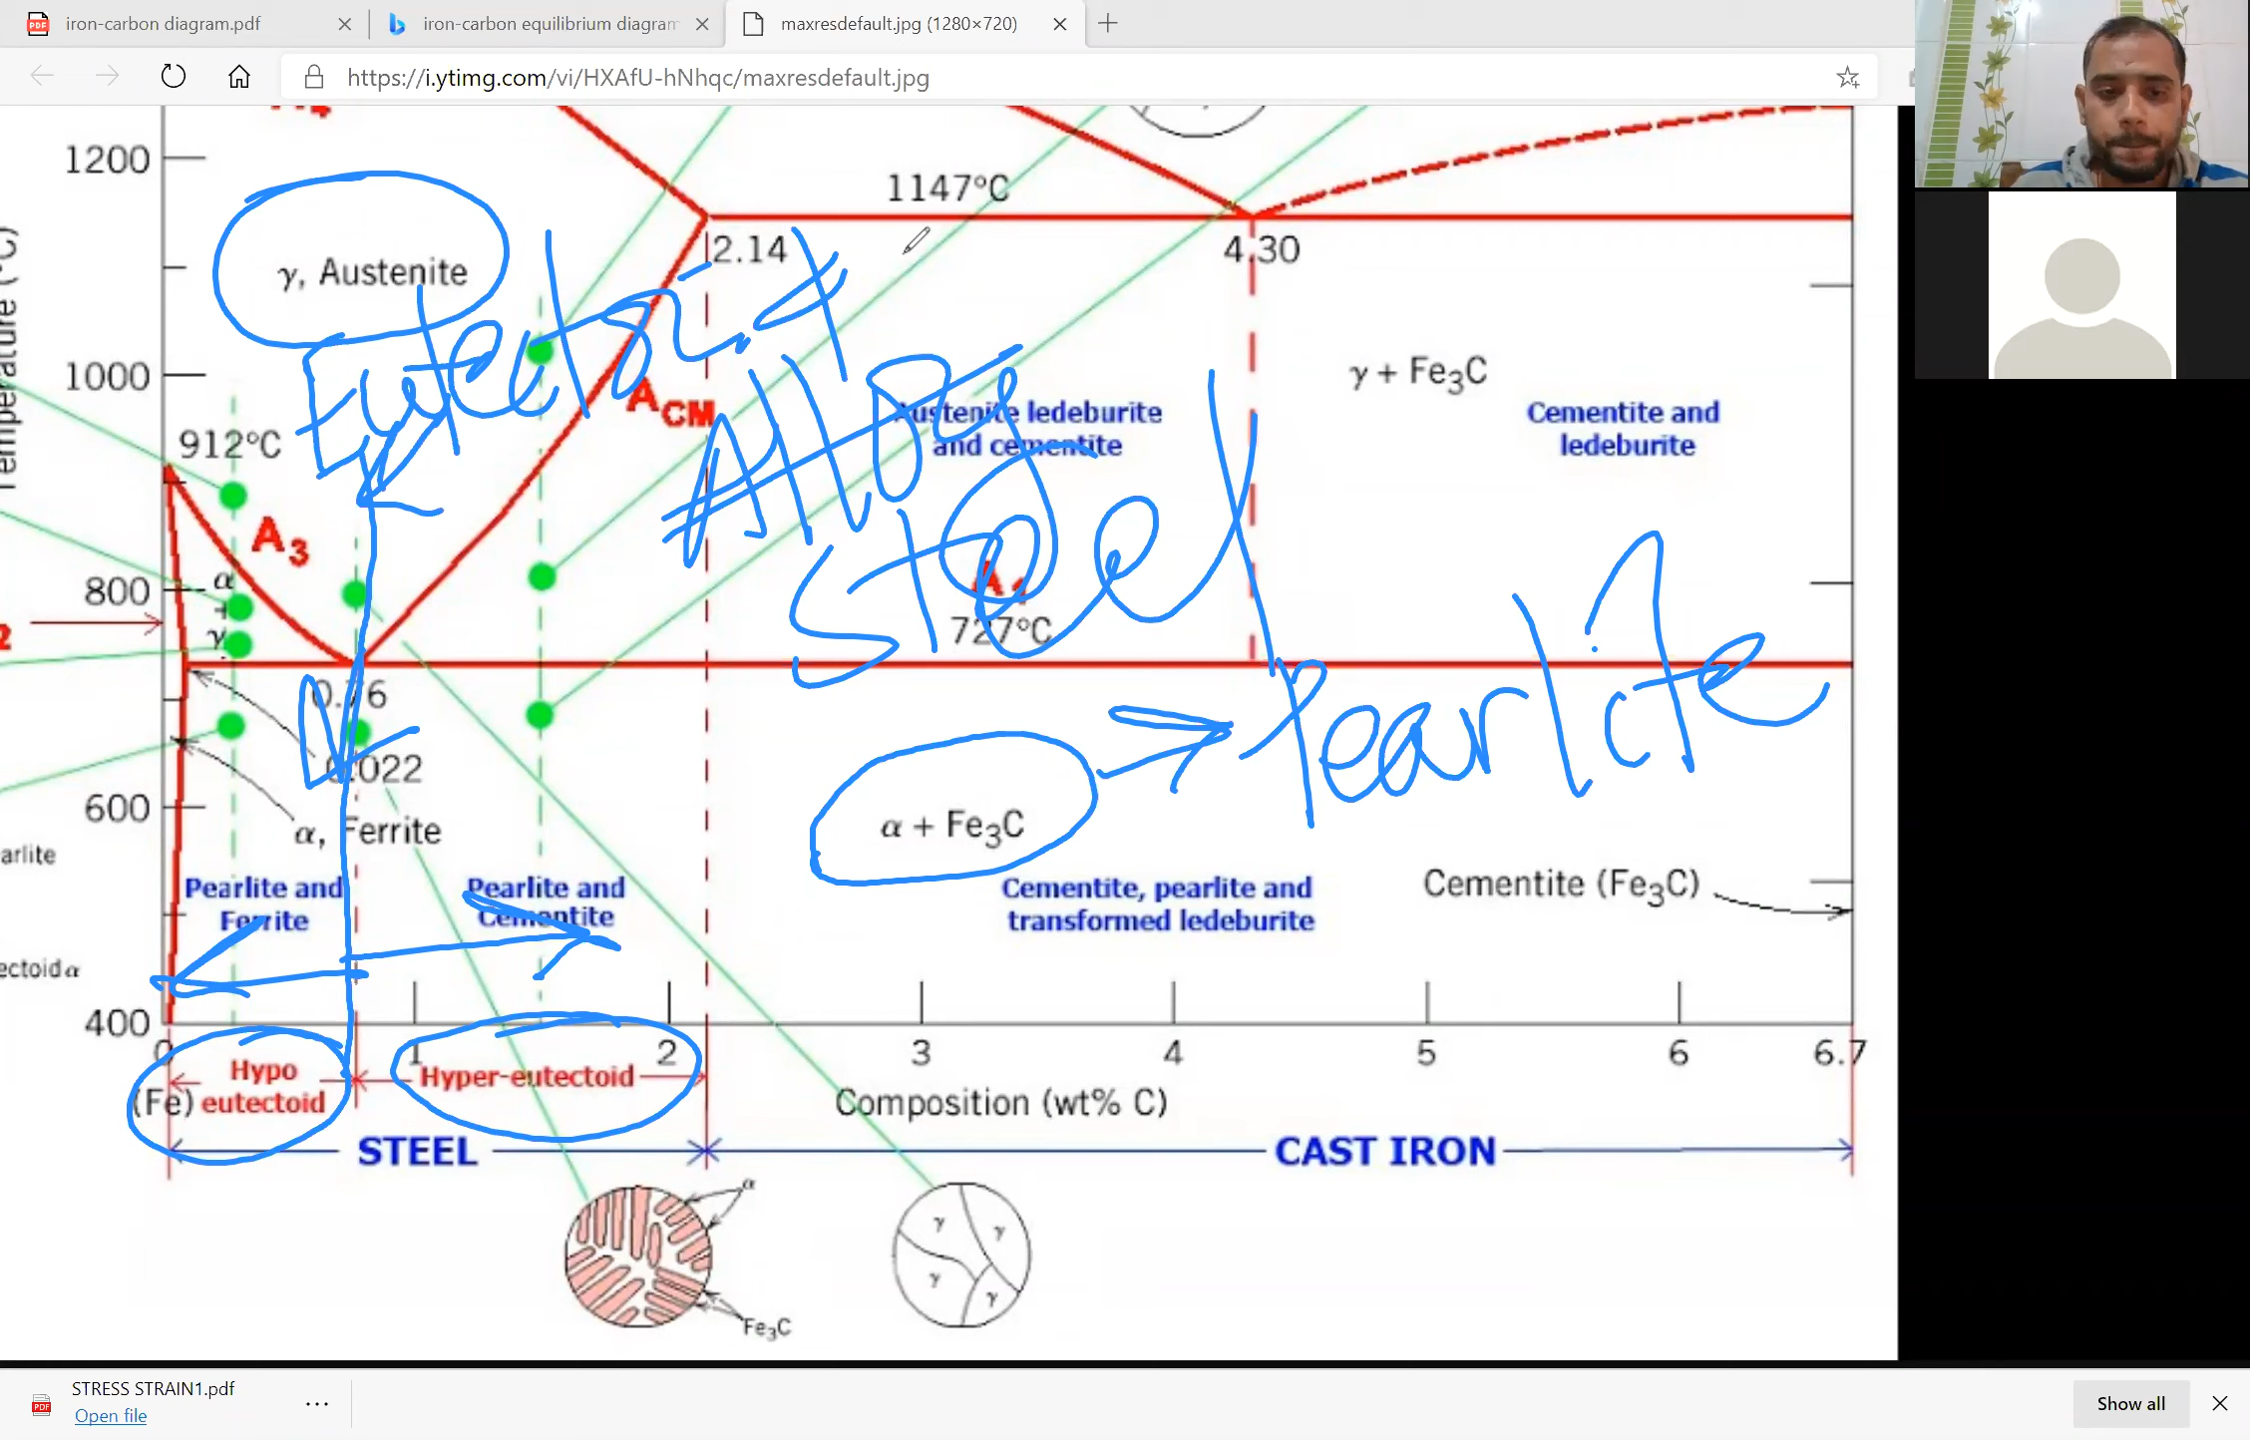 iron-carbon diagram.pdf
iron-carbon equilibrium diagram
maxresdefault.jpg (1280×720)
https://i.ytimg.com/vi/HXAfU-hNhqc/maxresdefault.jpg
1200
1147°C
2.14
4.30
γ, Austenite
Eutectoid
1000
ACM
γ + Fe3C
Austenite ledeburite
and cementite
Cementite and
ledeburite
912°C
A3
Steel
800
α
+
γ
A1
727°C
Pearlite
0.76
0.022
600
α, Ferrite
α + Fe3C
arlite
Pearlite and
Ferrite
Pearlite and
Cementite
Cementite, pearlite and
transformed ledeburite
Cementite (Fe3C)
ectoid α
400
0 1 2 3 4 5 6 6.7
Hypo
eutectoid
Hyper-eutectoid
(Fe)
Composition (wt% C)
STEEL
CAST IRON
α
γ γ
γ γ
Fe3C
STRESS STRAIN1.pdf
Open file
Show all